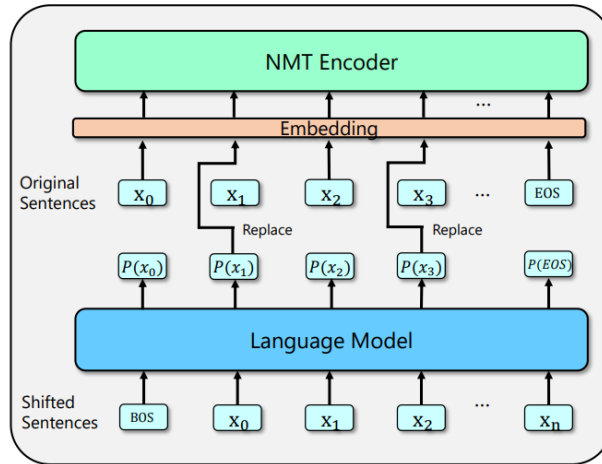 NMT Encoder
...
Embedding
Original
Sentences
x₀ x₁ x₂ x₃ ... EOS
Replace Replace
P(x₀) P(x₁) P(x₂) P(x₃) P(EOS)
Language Model
Shifted
Sentences
BOS x₀ x₁ x₂ ... xₙ